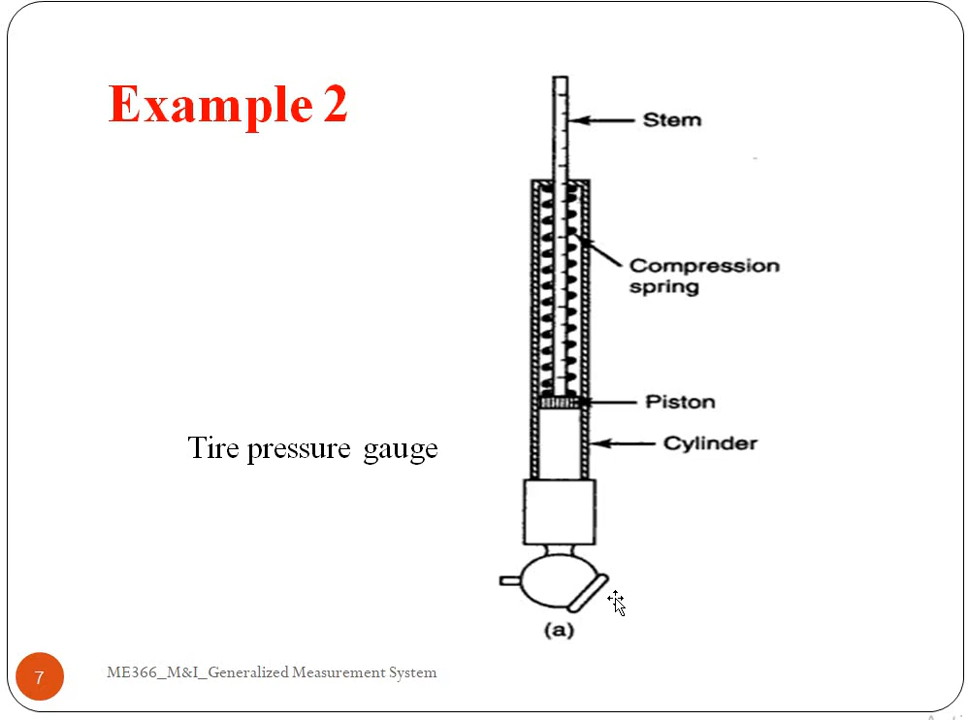 Example 2
Stem
Compression
spring
Piston
Cylinder
Tire pressure gauge
(a)
7
ME366_M&I_Generalized Measurement System